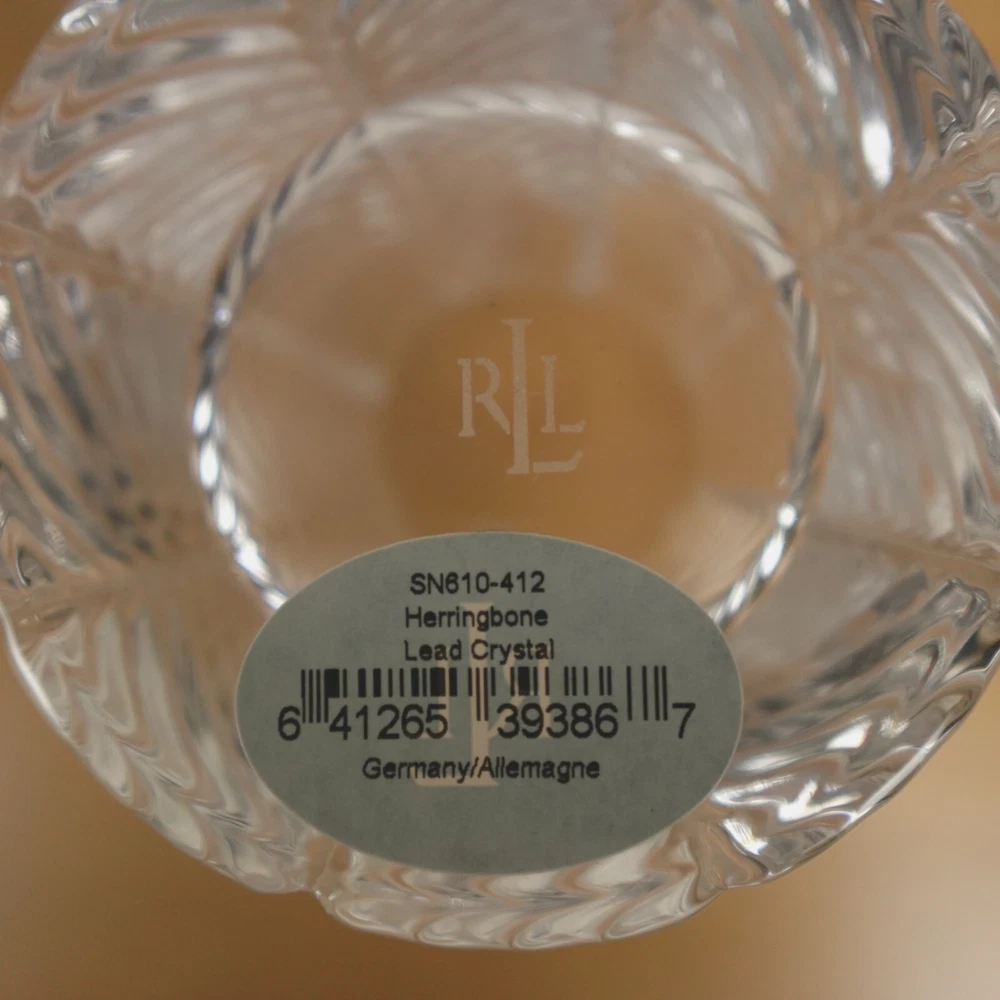 RLL
SN610-412
Herringbone
Lead Crystal
6 41265 39386 7
Germany/Allemagne